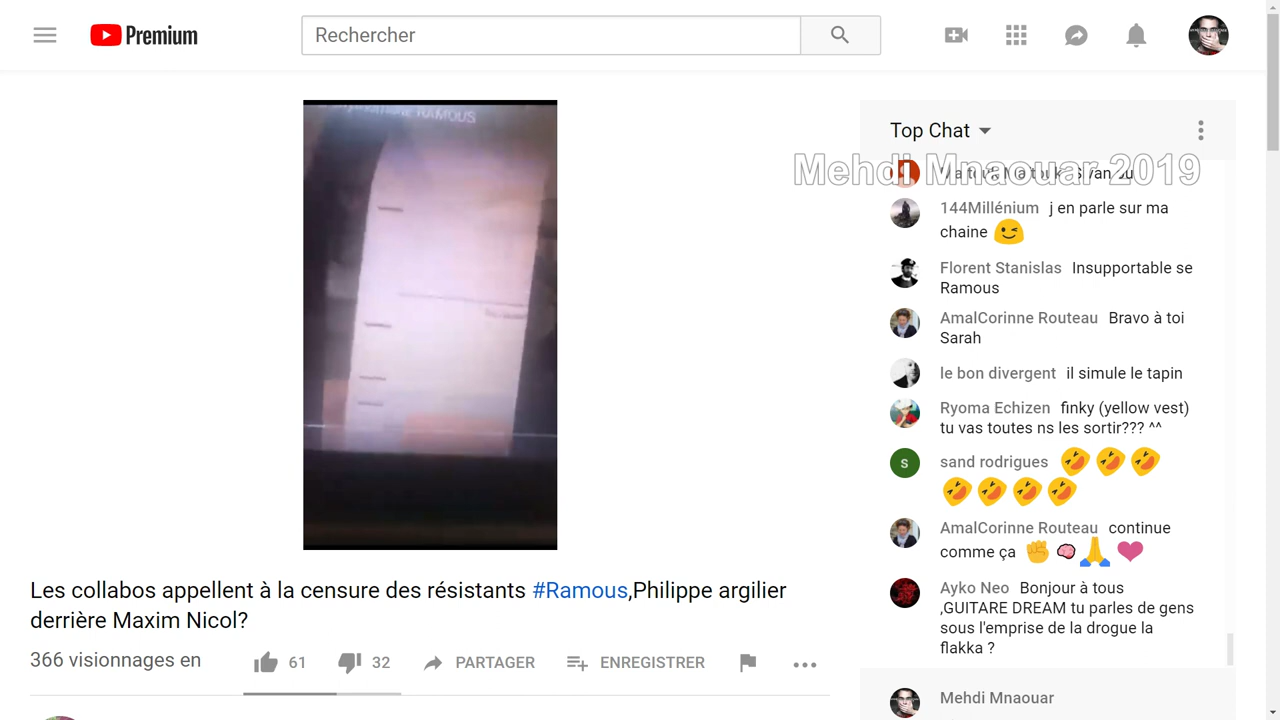 Premium
Rechercher
RAMOUS
Top Chat
Mehdi Mnaouar 2019
144Millénium j en parle sur ma
chaine 😉
Florent Stanislas Insupportable se
Ramous
AmalCorinne Routeau Bravo à toi
Sarah
le bon divergent il simule le tapin
Ryoma Echizen finky (yellow vest)
tu vas toutes ns les sortir??? ^^
S
sand rodrigues 🤣 🤣 🤣
🤣 🤣 🤣 🤣
AmalCorinne Routeau continue
comme ça ✊ 🧠 🙏 ❤
Ayko Neo Bonjour à tous
,GUITARE DREAM tu parles de gens
sous l'emprise de la drogue la
flakka ?
Mehdi Mnaouar
Les collabos appellent à la censure des résistants #Ramous,Philippe argilier
derrière Maxim Nicol?
366 visionnages en
61
32
PARTAGER
ENREGISTRER